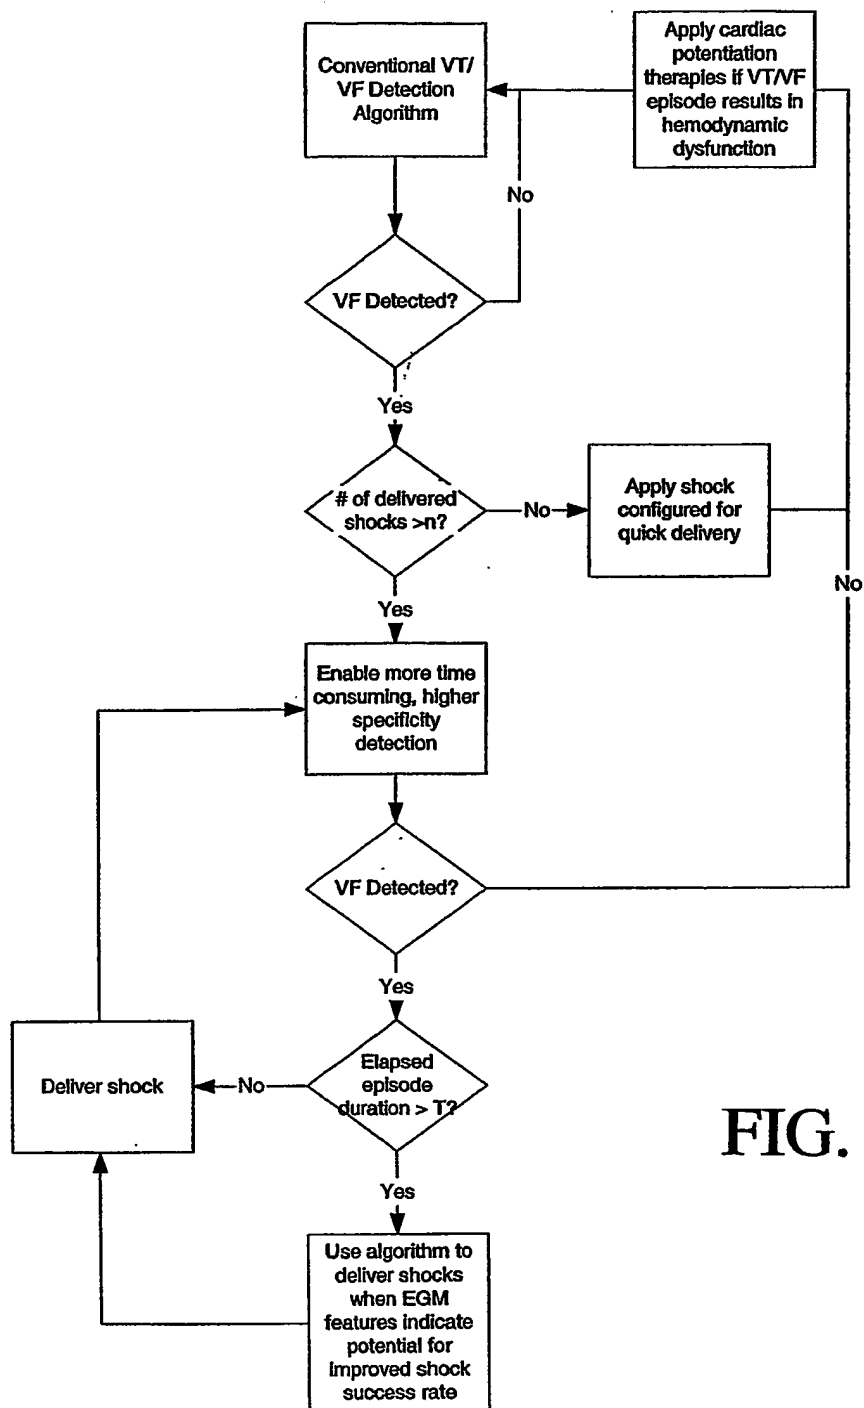 Conventional VT/
VF Detection
Algorithm
Apply cardiac
potentiation
therapies if VT/VF
episode results in
hemodynamic
dysfunction
No
VF Detected?
Yes
# of delivered
shocks >n?
No
Apply shock
configured for
quick delivery
No
Yes
Enable more time
consuming, higher
specificity
detection
VF Detected?
Yes
Elapsed
episode
duration > T?
No
Deliver shock
Yes
Use algorithm to
deliver shocks
when EGM
features indicate
potential for
improved shock
success rate
FIG.